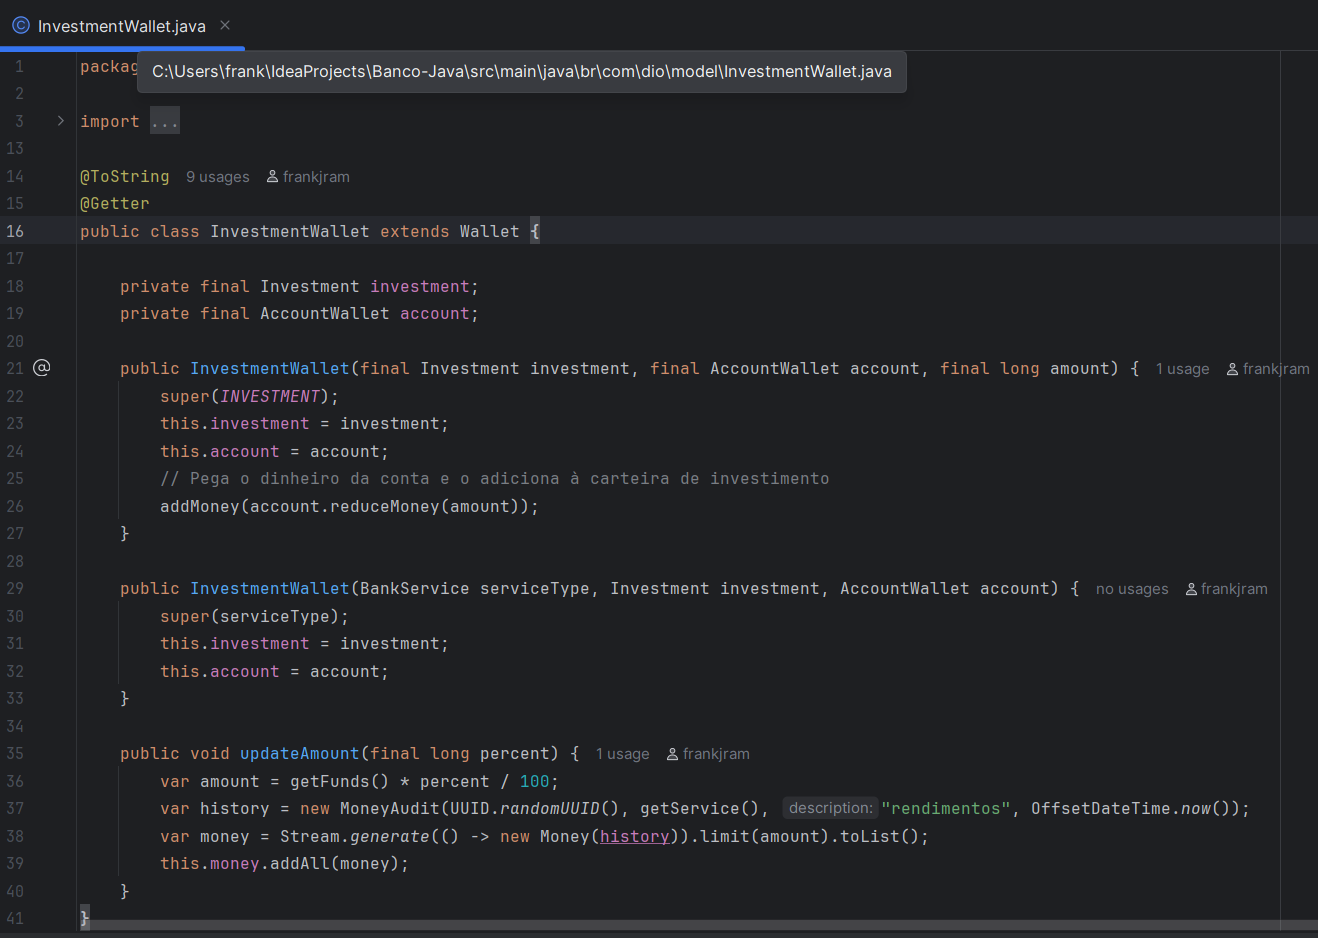 InvestmentWallet.java
1 packag
C:\Users\frank\IdeaProjects\Banco-Java\src\main\java\br\com\dio\model\InvestmentWallet.java
2
3 import ...
13
14 @ToString 9 usages frankjram
15 @Getter
16 public class InvestmentWallet extends Wallet {
17
18 private final Investment investment;
19 private final AccountWallet account;
20
21 public InvestmentWallet(final Investment investment, final AccountWallet account, final long amount) { 1 usage frankjram
22 super(INVESTMENT);
23 this.investment = investment;
24 this.account = account;
25 // Pega o dinheiro da conta e o adiciona à carteira de investimento
26 addMoney(account.reduceMoney(amount));
27 }
28
29 public InvestmentWallet(BankService serviceType, Investment investment, AccountWallet account) { no usages frankjram
30 super(serviceType);
31 this.investment = investment;
32 this.account = account;
33 }
34
35 public void updateAmount(final long percent) { 1 usage frankjram
36 var amount = getFunds() * percent / 100;
37 var history = new MoneyAudit(UUID.randomUUID(), getService(), description: "rendimentos", OffsetDateTime.now());
38 var money = Stream.generate(() -> new Money(history)).limit(amount).toList();
39 this.money.addAll(money);
40 }
41 }